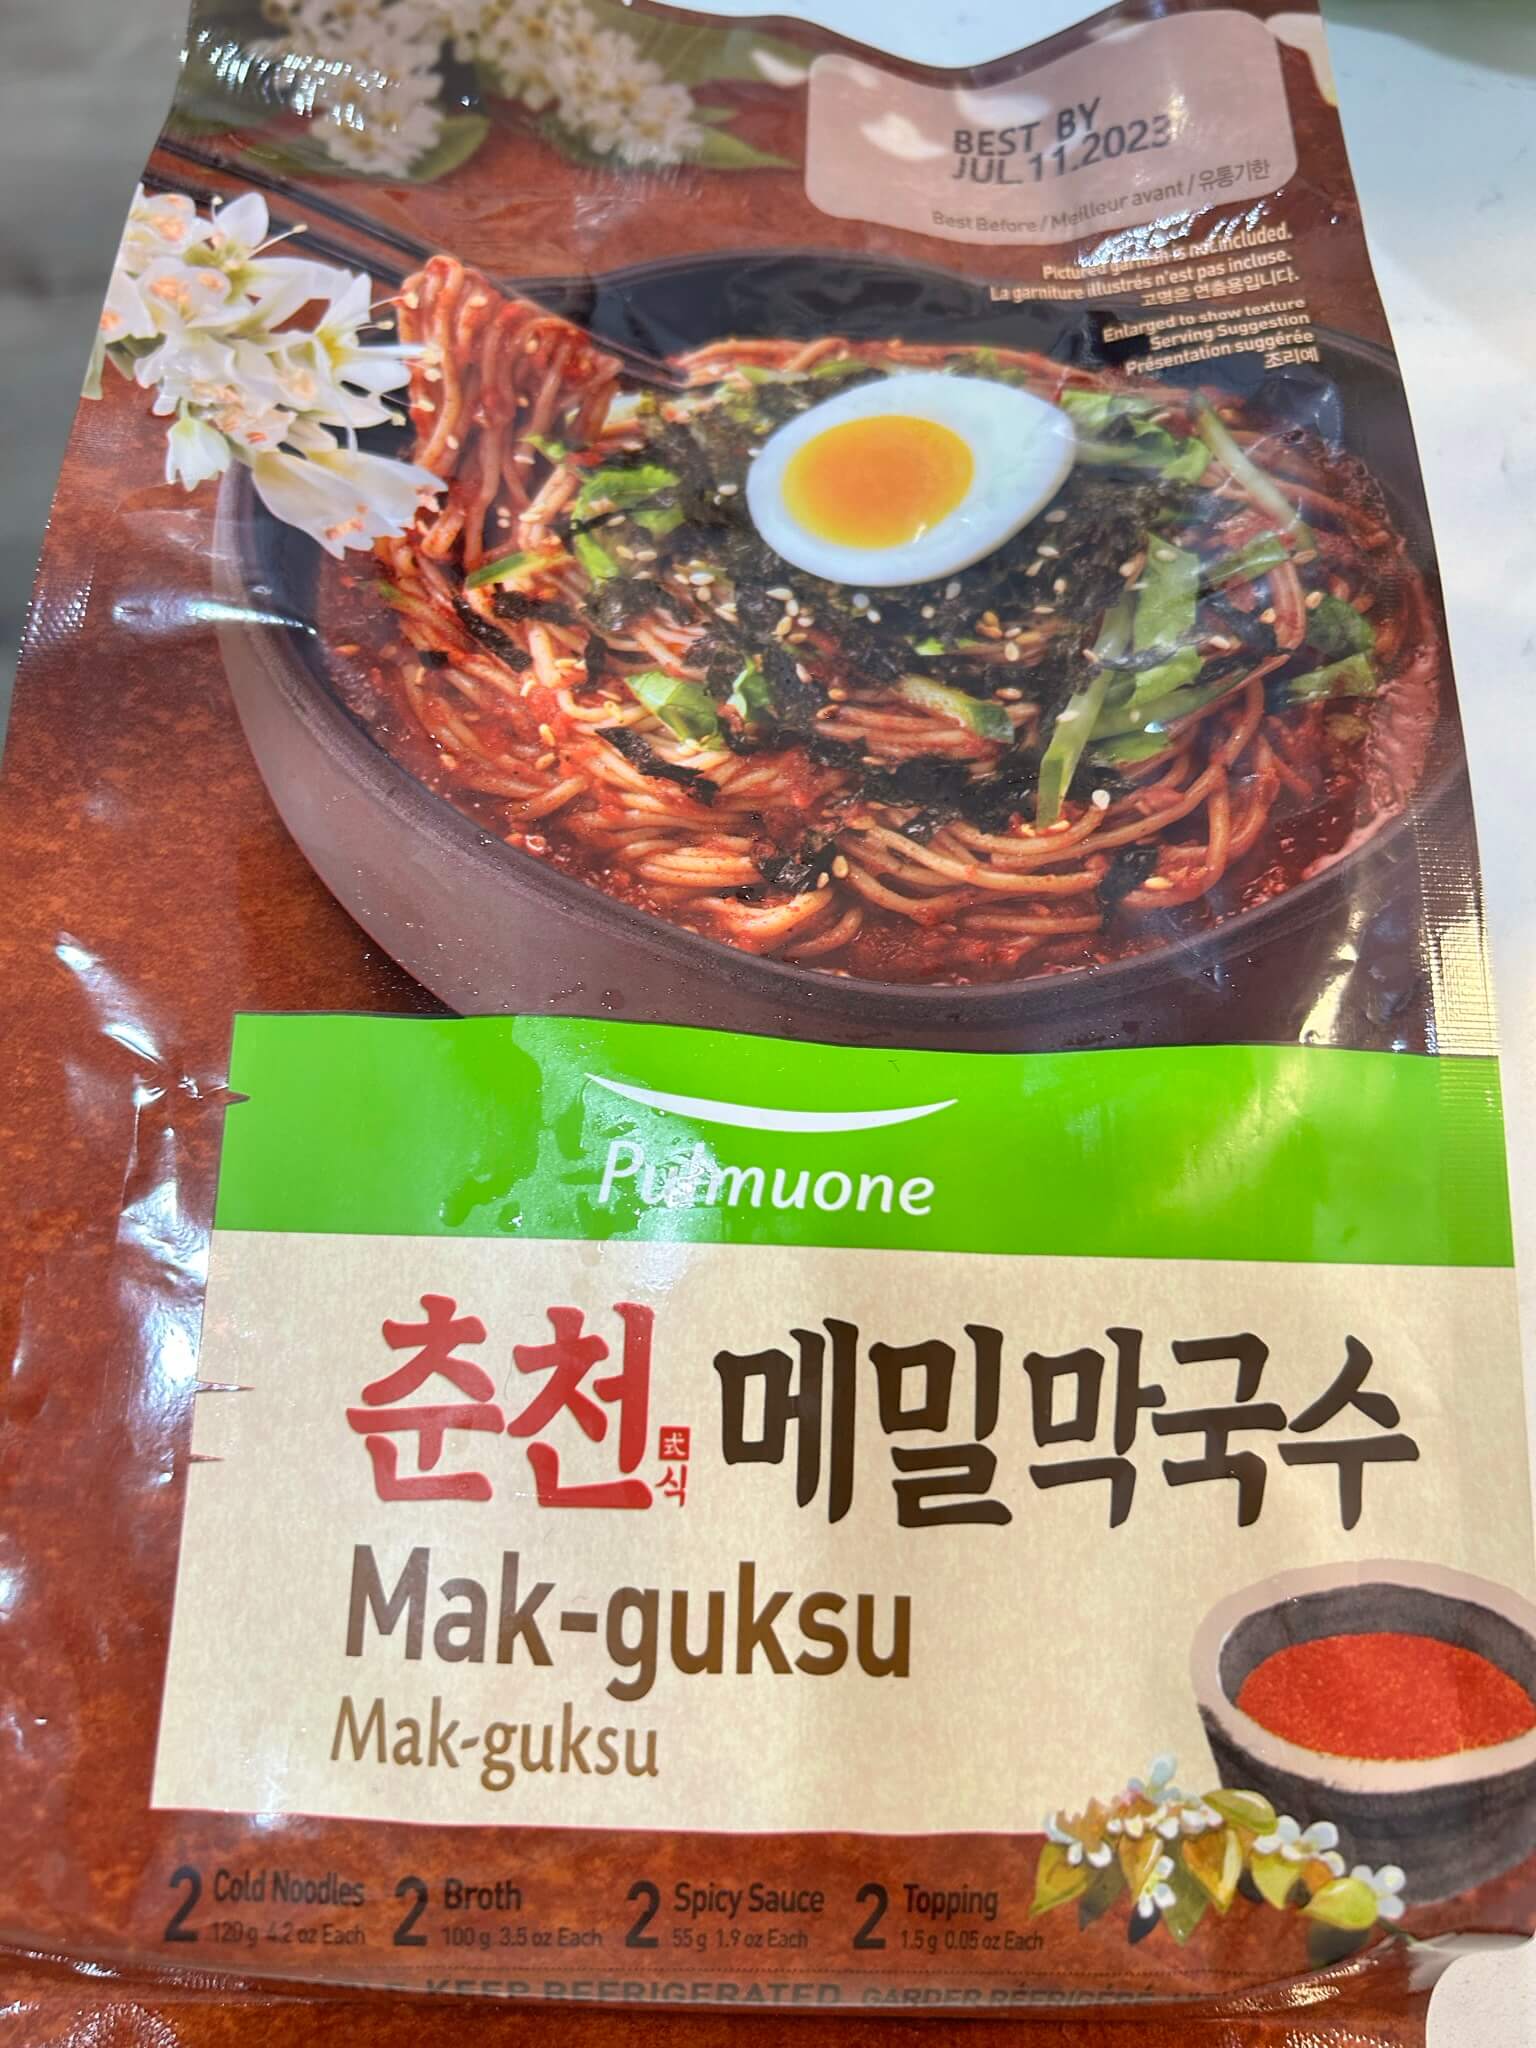 BEST BY
JUL.11.2023
Best Before / Meilleur avant / 유통기한
Pictured garnish is not included.
La garniture illustrés n'est pas incluse.
고명은 연출용입니다.
Enlarged to show texture
Serving Suggestion
Présentation suggérée
조리예
Pulmuone
춘천式식 메밀막국수
Mak-guksu
Mak-guksu
2 Cold Noodles 120 g 4.2 oz Each
2 Broth 100 g 3.5 oz Each
2 Spicy Sauce 55 g 1.9 oz Each
2 Topping 1.5 g 0.05 oz Each
KEEP REFRIGERATED GARDER RÉFRIGÉRÉ